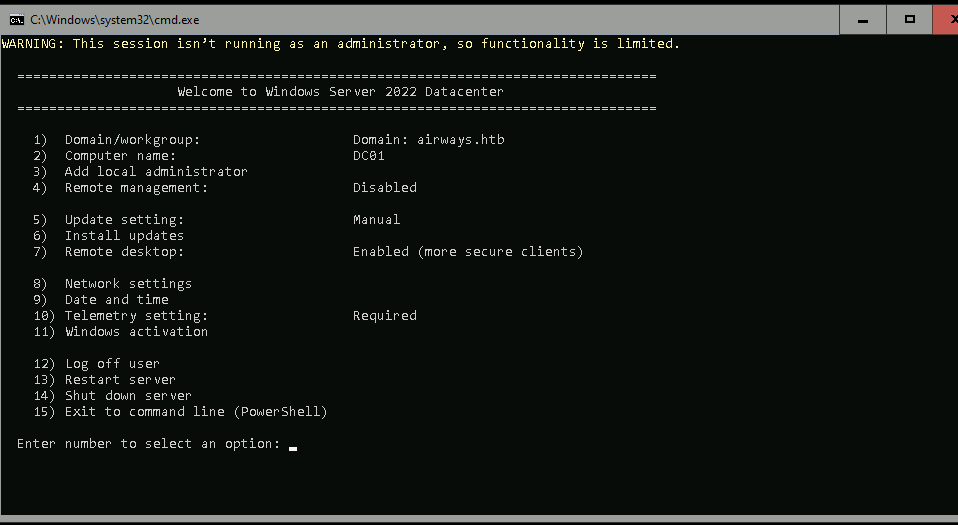 C:\Windows\system32\cmd.exe
WARNING: This session isn't running as an administrator, so functionality is limited.
================================================================================
Welcome to Windows Server 2022 Datacenter
================================================================================
1) Domain/workgroup: Domain: airways.htb
2) Computer name: DC01
3) Add local administrator
4) Remote management: Disabled
5) Update setting: Manual
6) Install updates
7) Remote desktop: Enabled (more secure clients)
8) Network settings
9) Date and time
10) Telemetry setting: Required
11) Windows activation
12) Log off user
13) Restart server
14) Shut down server
15) Exit to command line (PowerShell)
Enter number to select an option: